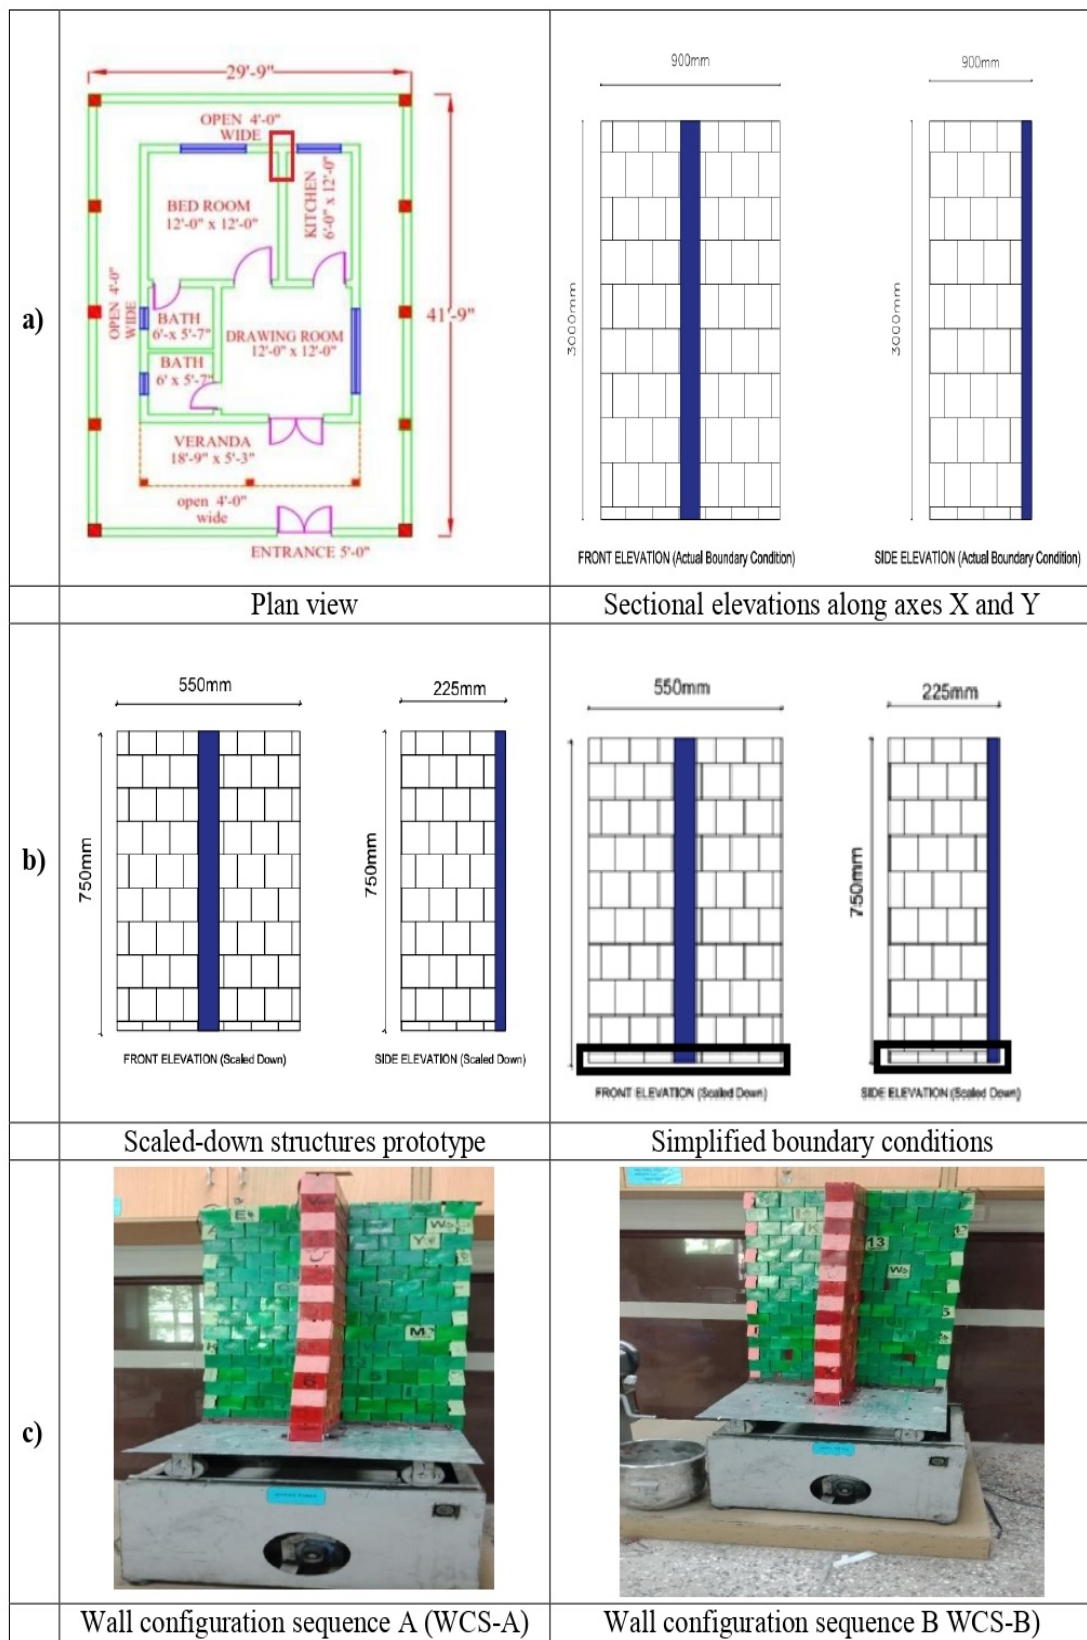 a)
29'-9"
OPEN 4'-0"
WIDE
BED ROOM
12'-0" x 12'-0"
KITCHEN
6'-0" x 12'-0"
41'-9"
OPEN 4'-0"
WIDE
BATH
6'-x 5'-7"
DRAWING ROOM
12'-0" x 12'-0"
BATH
6' x 5'-7"
VERANDA
18'-9" x 5'-3"
open 4'-0"
wide
ENTRANCE 5'-0"
900mm
900mm
3000mm
3000mm
FRONT ELEVATION (Actual Boundary Condition)
SIDE ELEVATION (Actual Boundary Condition)
Plan view
Sectional elevations along axes X and Y
b)
550mm
225mm
750mm
750mm
FRONT ELEVATION (Scaled Down)
SIDE ELEVATION (Scaled Down)
550mm
225mm
750mm
FRONT ELEVATION (Scaled Down)
SIDE ELEVATION (Scaled Down)
Scaled-down structures prototype
Simplified boundary conditions
c)
M
6
13
Wall configuration sequence A (WCS-A)
Wall configuration sequence B WCS-B)